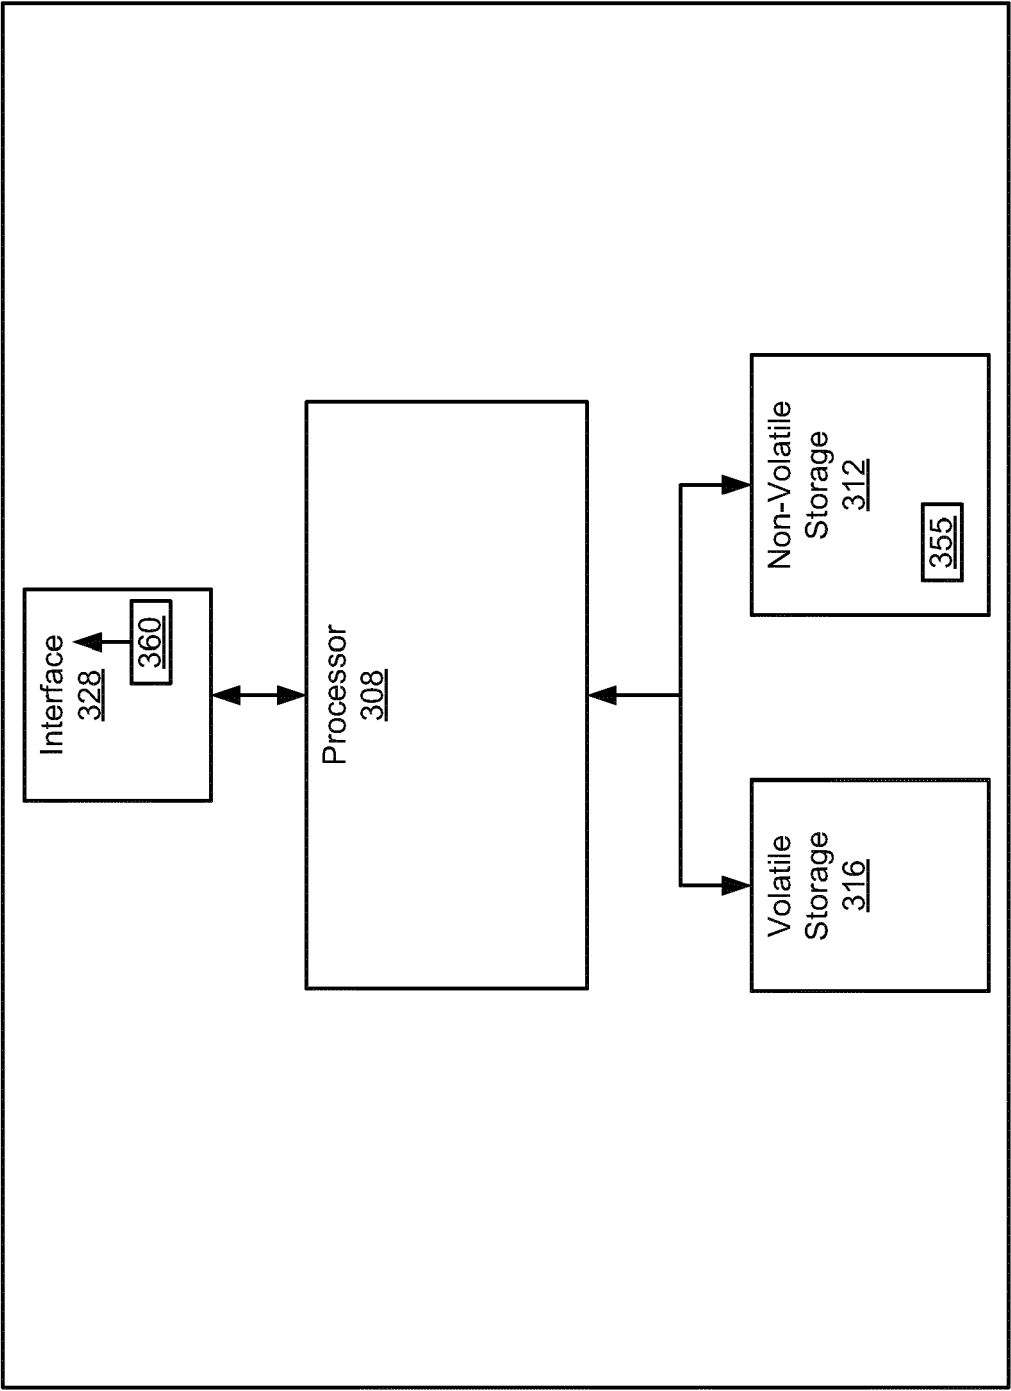 Interface
328
360
Processor
308
Volatile
Storage
316
Non-Volatile
Storage
312
355